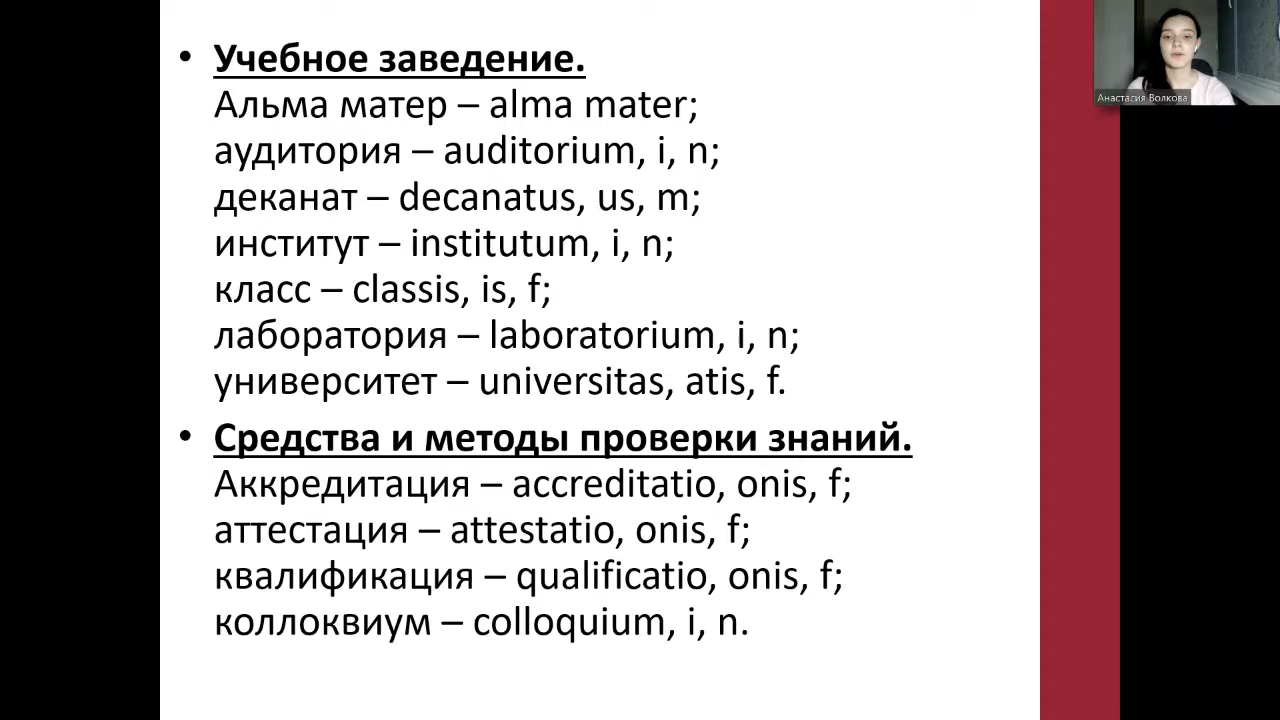 • Учебное заведение.
Альма матер – alma mater;
аудитория – auditorium, i, n;
деканат – decanatus, us, m;
институт – institutum, i, n;
класс – classis, is, f;
лаборатория – laboratorium, i, n;
университет – universitas, atis, f.
• Средства и методы проверки знаний.
Аккредитация – accreditatio, onis, f;
аттестация – attestatio, onis, f;
квалификация – qualificatio, onis, f;
коллоквиум – colloquium, i, n.
Анастасия Волкова